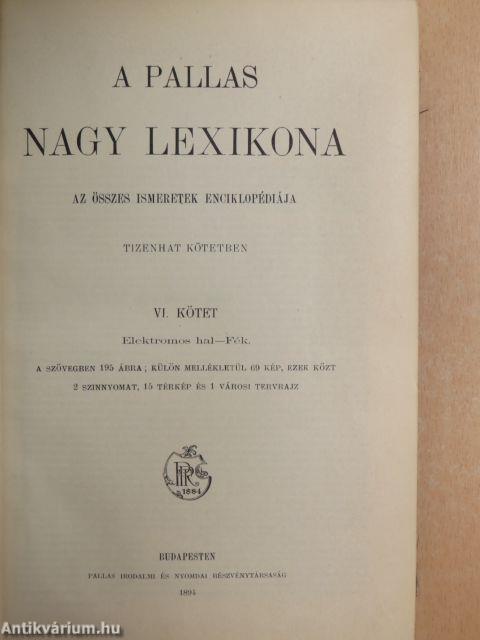 A PALLAS
NAGY LEXIKONA
AZ ÖSSZES ISMERETEK ENCIKLOPÉDIÁJA
TIZENHAT KÖTETBEN
VI. KÖTET
Elektromos hal—Fék.
A SZÖVEGBEN 195 ÁBRA; KÜLÖN MELLÉKLETÜL 69 KÉP, EZEK KÖZT
2 SZINNYOMAT, 15 TÉRKÉP ÉS 1 VÁROSI TERVRAJZ
1884
BUDAPESTEN
PALLAS IRODALMI ÉS NYOMDAI RÉSZVÉNYTÁRSASÁG
1894
Antikvárium.hu